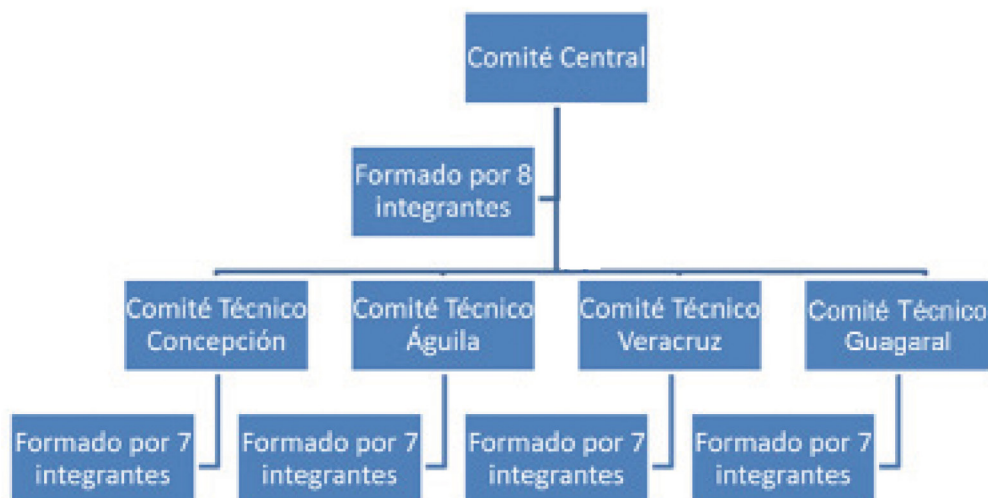 Comité Central
Formado por 8
integrantes
Comité Técnico
Concepción
Comité Técnico
Águila
Comité Técnico
Veracruz
Comité Técnico
Guagaral
Formado por 7
integrantes
Formado por 7
integrantes
Formado por 7
integrantes
Formado por 7
integrantes